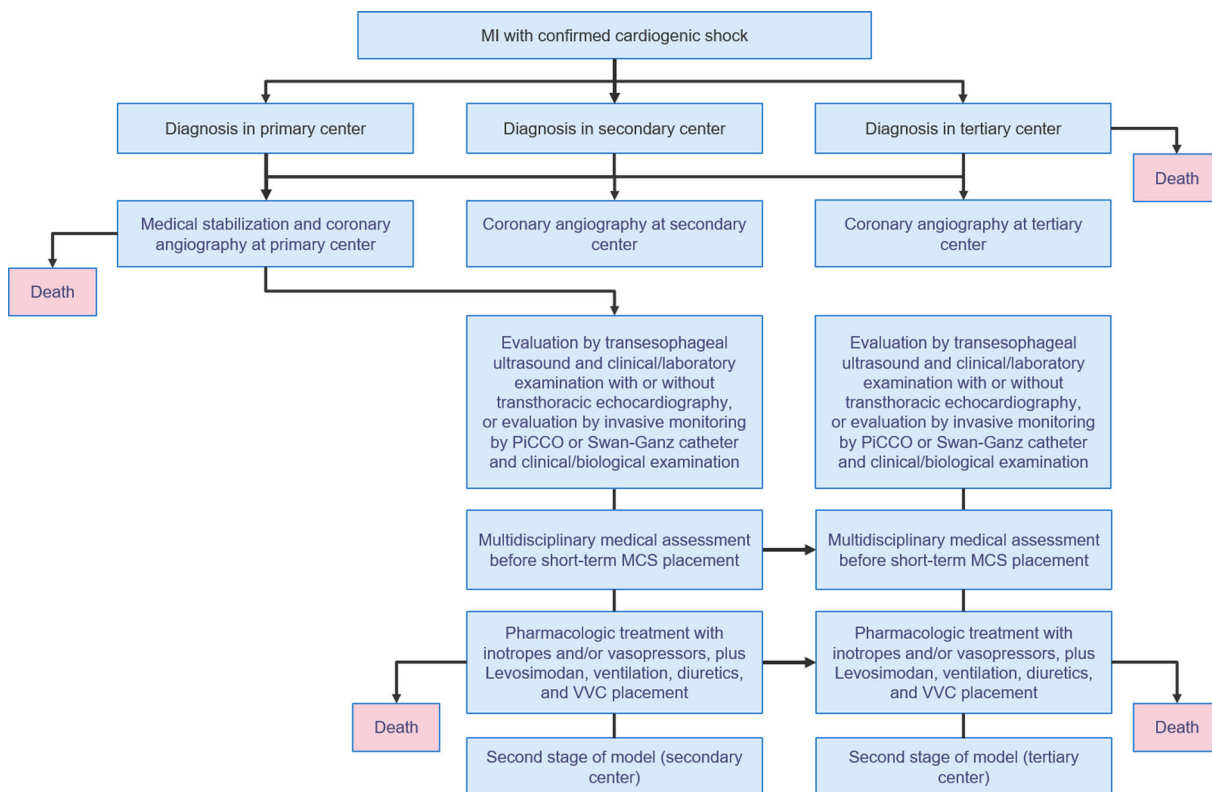 MI with confirmed cardiogenic shock
Diagnosis in primary center
Diagnosis in secondary center
Diagnosis in tertiary center
Death
Medical stabilization and coronary
angiography at primary center
Coronary angiography at secondary
center
Coronary angiography at tertiary
center
Death
Evaluation by transesophageal
ultrasound and clinical/laboratory
examination with or without
transthoracic echocardiography,
or evaluation by invasive monitoring
by PiCCO or Swan-Ganz catheter
and clinical/biological examination
Evaluation by transesophageal
ultrasound and clinical/laboratory
examination with or without
transthoracic echocardiography,
or evaluation by invasive monitoring
by PiCCO or Swan-Ganz catheter
and clinical/biological examination
Multidisciplinary medical assessment
before short-term MCS placement
Multidisciplinary medical assessment
before short-term MCS placement
Pharmacologic treatment with
inotropes and/or vasopressors, plus
Levosimodan, ventilation, diuretics,
and VVC placement
Pharmacologic treatment with
inotropes and/or vasopressors, plus
Levosimodan, ventilation, diuretics,
and VVC placement
Death
Death
Second stage of model (secondary
center)
Second stage of model (tertiary
center)